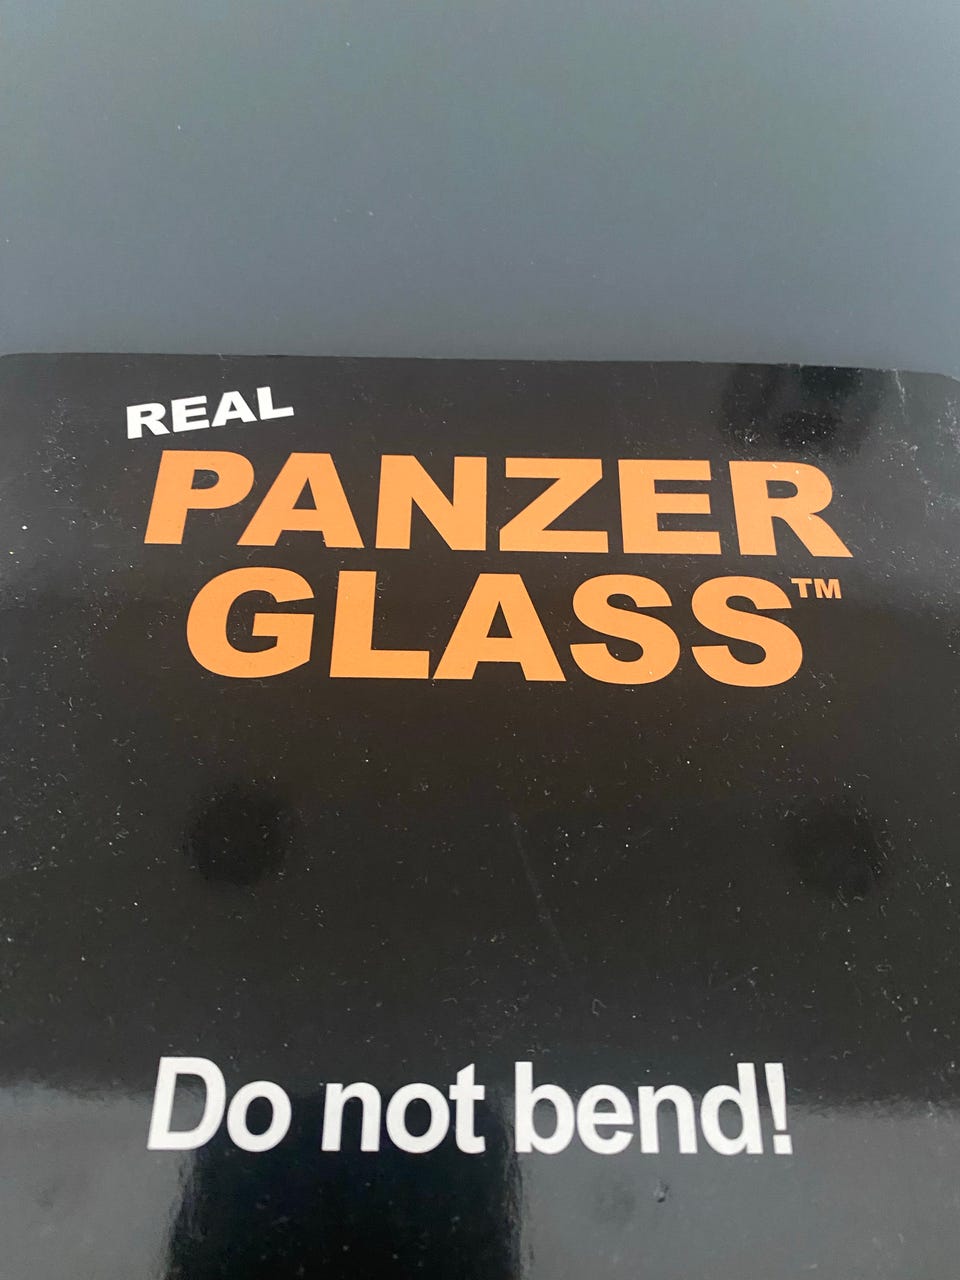 REAL
PANZER
GLASS™
Do not bend!